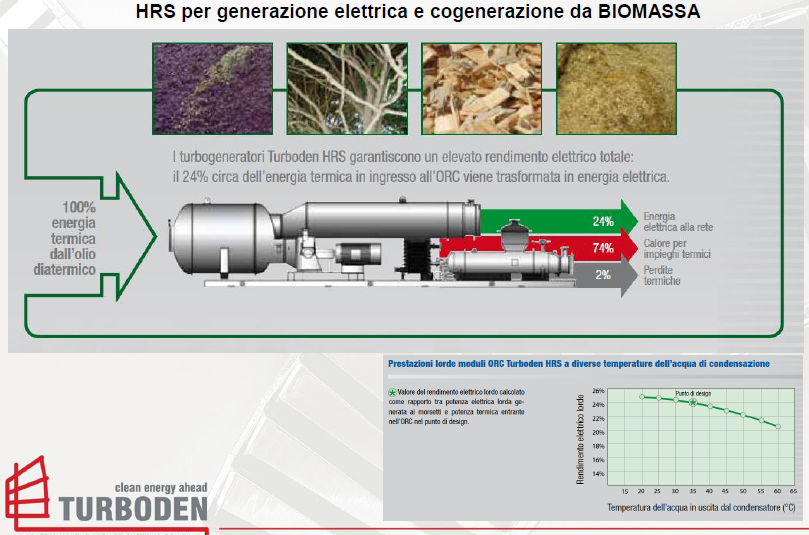 HRS per generazione elettrica e cogenerazione da BIOMASSA
I turbogeneratori Turboden HRS garantiscono un elevato rendimento elettrico totale:
il 24% circa dell'energia termica in ingresso all'ORC viene trasformata in energia elettrica.
100%
energia
termica
dall'olio
diatermico
24%
Energia
elettrica alla rete
74%
Calore per
impieghi termici
2%
Perdite
termiche
Prestazioni lorde moduli ORC Turboden HRS a diverse temperature dell'acqua di condensazione
Valore del rendimento elettrico lordo calcolato
come rapporto tra potenza elettrica lorda ge-
nerata ai morsetti e potenza termica entrante
nell'ORC nel punto di design.
Rendimento elettrico lordo
26%
24%
22%
20%
18%
16%
14%
Punto di design
15 20 25 30 35 40 45 50 55 60 65
Temperatura dell'acqua in uscita dal condensatore (°C)
clean energy ahead
TURBODEN